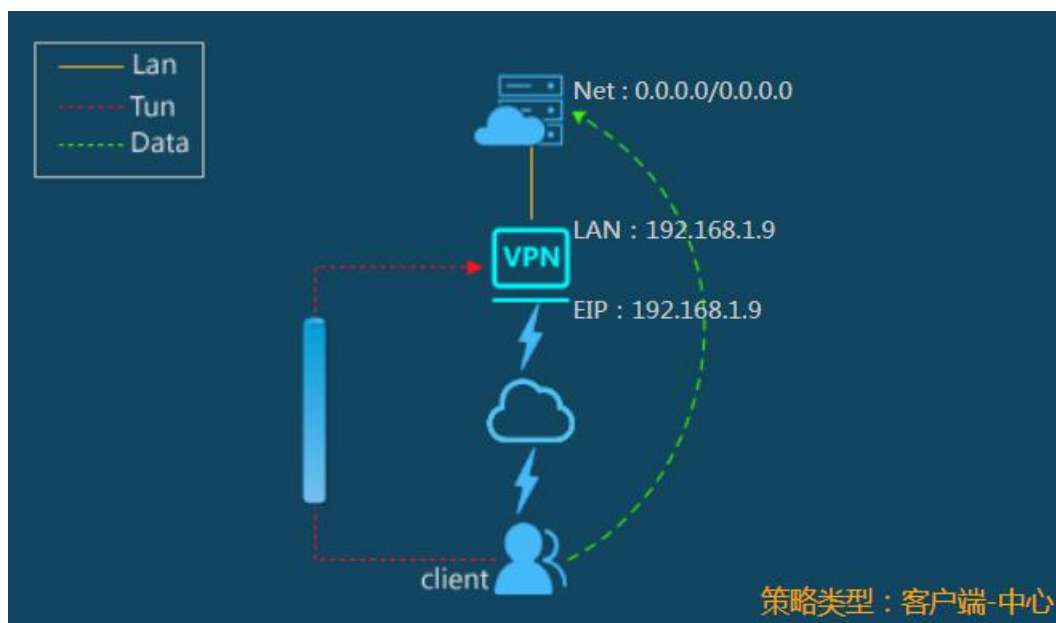 Lan
Tun
Data
Net : 0.0.0.0/0.0.0.0
LAN : 192.168.1.9
VPN
EIP : 192.168.1.9
client
策略类型：客户端-中心